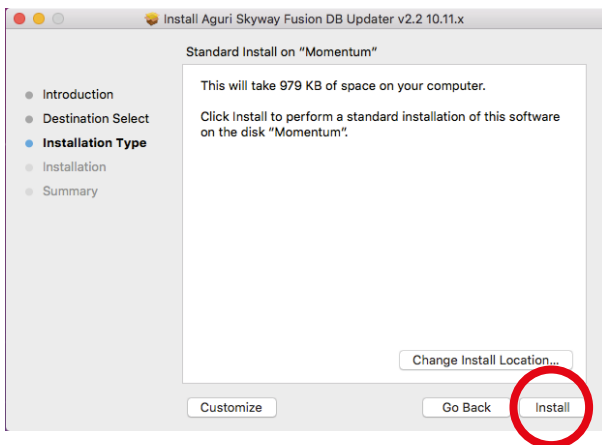 Install Aguri Skyway Fusion DB Updater v2.2 10.11.x
Standard Install on “Momentum”
Introduction
Destination Select
Installation Type
Installation
Summary
This will take 979 KB of space on your computer.
Click Install to perform a standard installation of this software
on the disk “Momentum”.
Change Install Location...
Customize
Go Back
Install